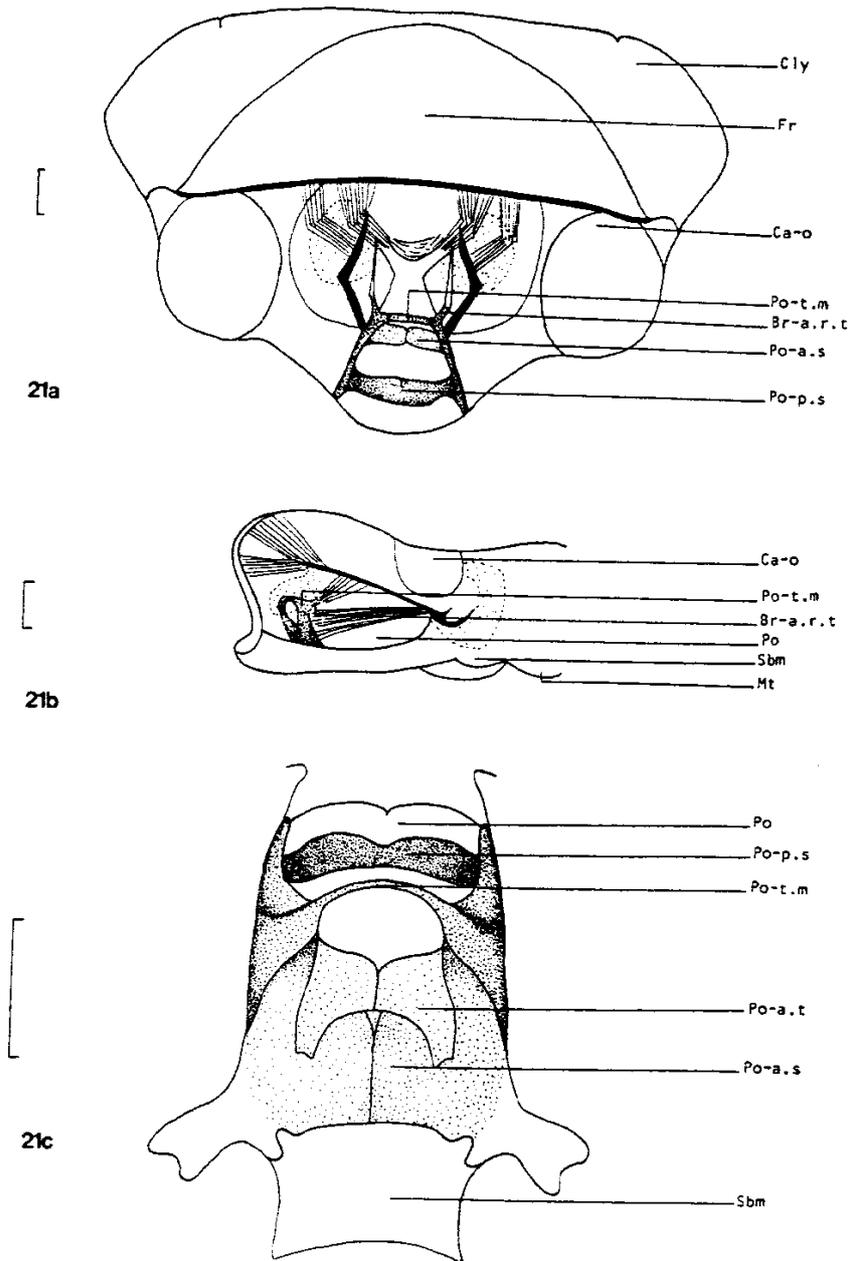 Cly
Fr
Ca-o
Po-t.m
Br-a.r.t
Po-a.s
Po-p.s
21a
Ca-o
Po-t.m
Br-a.r.t
Po
Sbm
Mt
21b
Po
Po-p.s
Po-t.m
Po-a.t
Po-a.s
21c
Sbm